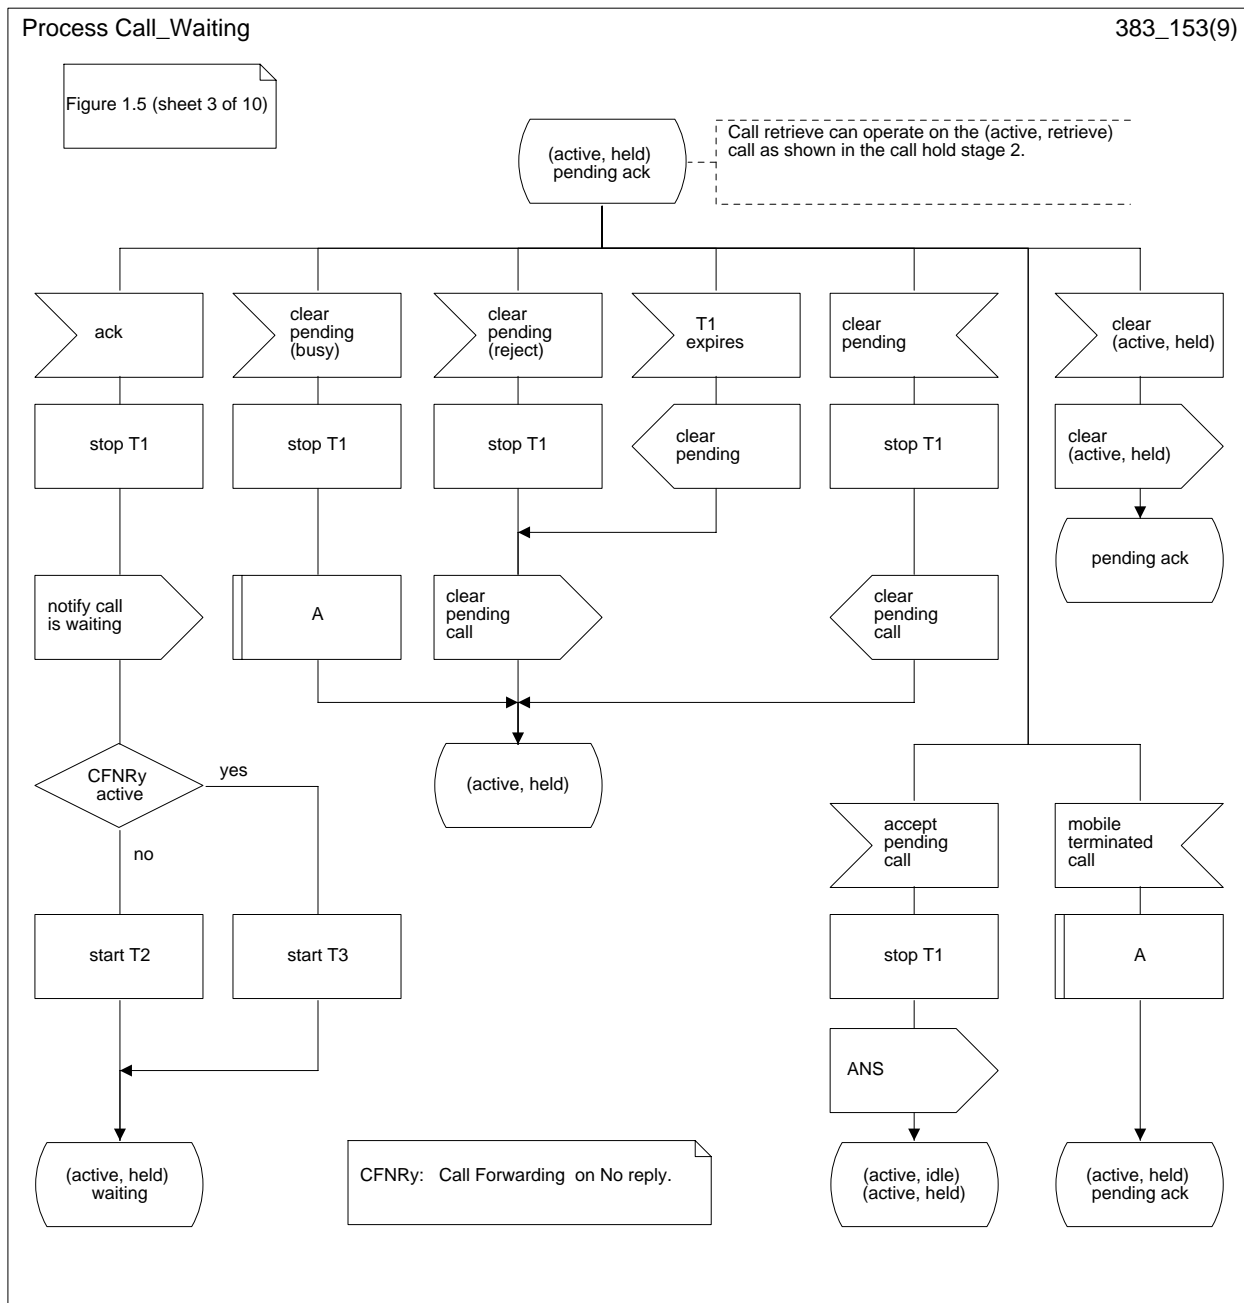 Process Call_Waiting
383_153(9)
Figure 1.5 (sheet 3 of 10)
(active, held)
pending ack
Call retrieve can operate on the (active, retrieve)
call as shown in the call hold stage 2.
ack
clear
pending
(busy)
clear
pending
(reject)
T1
expires
clear
pending
clear
(active, held)
stop T1
stop T1
stop T1
clear
pending
stop T1
clear
(active, held)
pending ack
notify call
is waiting
A
clear
pending
call
clear
pending
call
CFNRy
active
yes
no
(active, held)
accept
pending
call
mobile
terminated
call
start T2
start T3
stop T1
A
ANS
(active, held)
waiting
CFNRy: Call Forwarding on No reply.
(active, idle)
(active, held)
(active, held)
pending ack